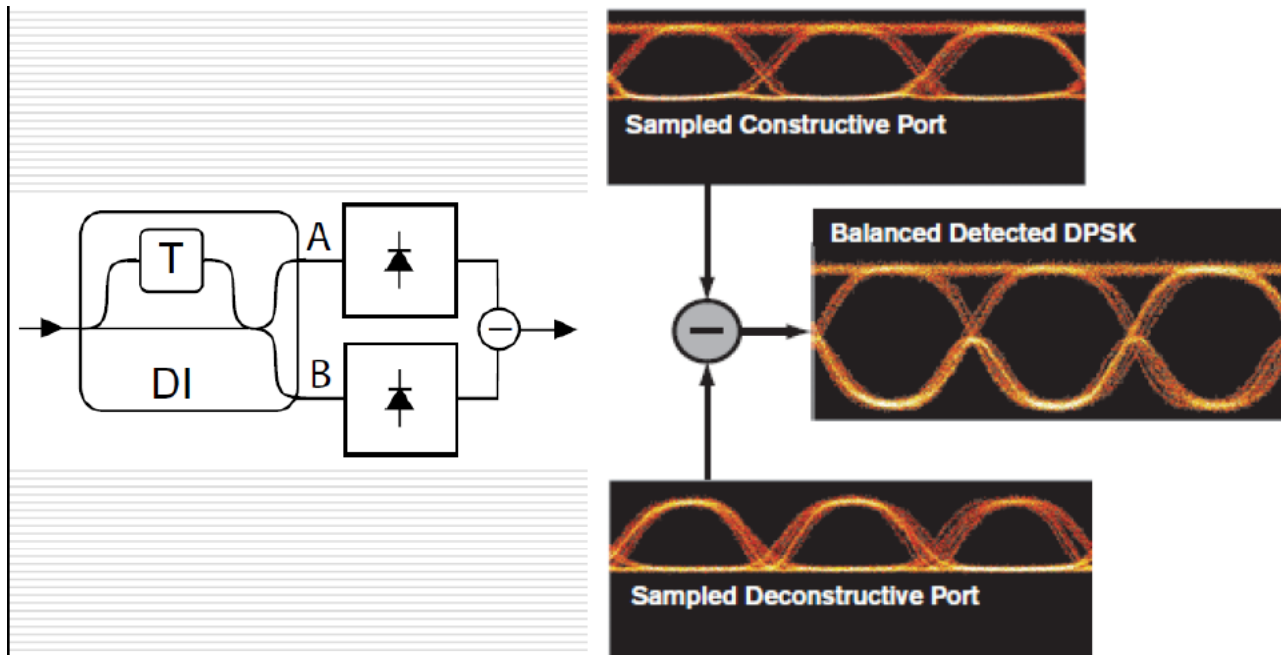 T
A
B
DI
−
Sampled Constructive Port
Balanced Detected DPSK
−
Sampled Deconstructive Port